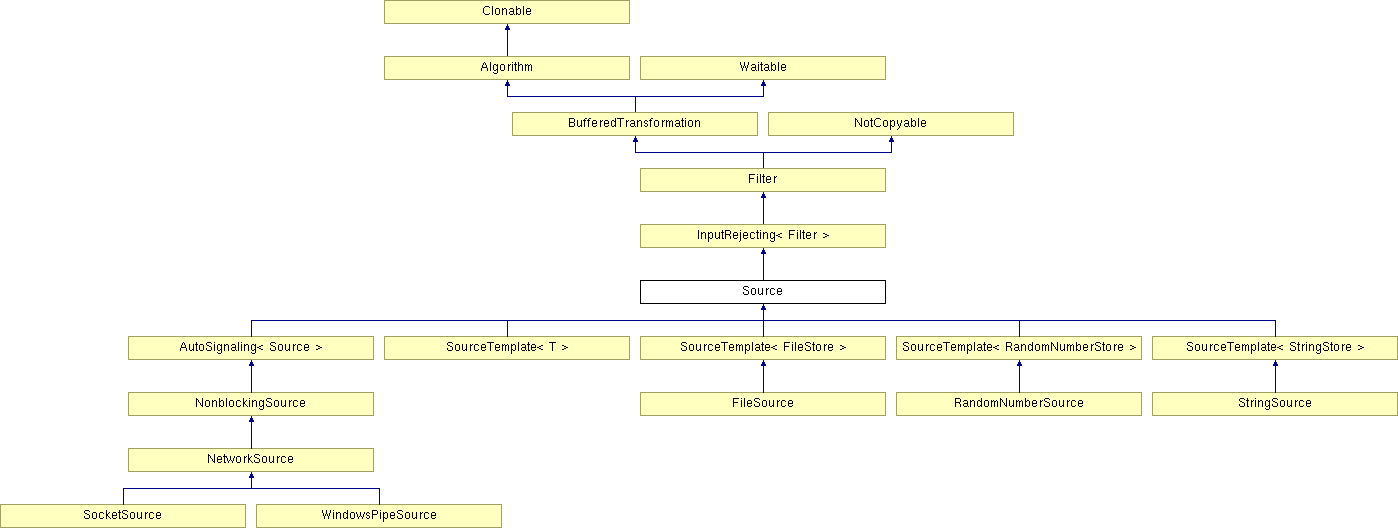 Clonable
Algorithm
Waitable
BufferedTransformation
NotCopyable
Filter
InputRejecting< Filter >
Source
AutoSignaling< Source >
SourceTemplate< T >
SourceTemplate< FileStore >
SourceTemplate< RandomNumberStore >
SourceTemplate< StringStore >
NonblockingSource
FileSource
RandomNumberSource
StringSource
NetworkSource
SocketSource
WindowsPipeSource